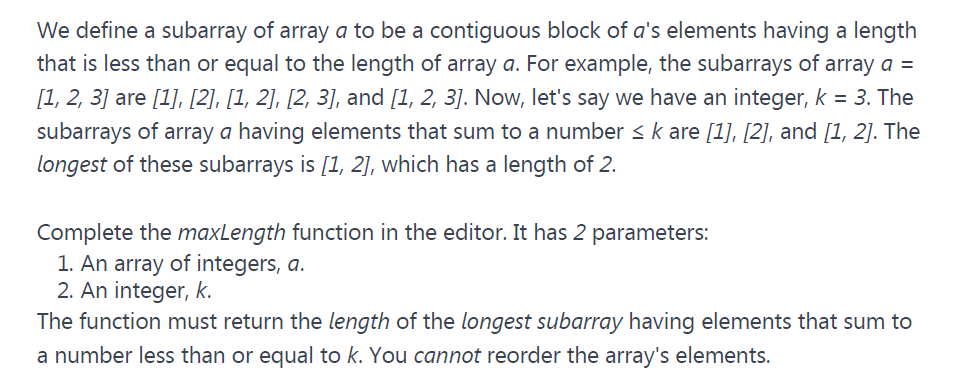 We define a subarray of array a to be a contiguous block of a's elements having a length
that is less than or equal to the length of array a. For example, the subarrays of array a =
[1, 2, 3] are [1], [2], [1, 2], [2, 3], and [1, 2, 3]. Now, let's say we have an integer, k = 3. The
subarrays of array a having elements that sum to a number ≤ k are [1], [2], and [1, 2]. The
longest of these subarrays is [1, 2], which has a length of 2.
Complete the maxLength function in the editor. It has 2 parameters:
1. An array of integers, a.
2. An integer, k.
The function must return the length of the longest subarray having elements that sum to
a number less than or equal to k. You cannot reorder the array's elements.